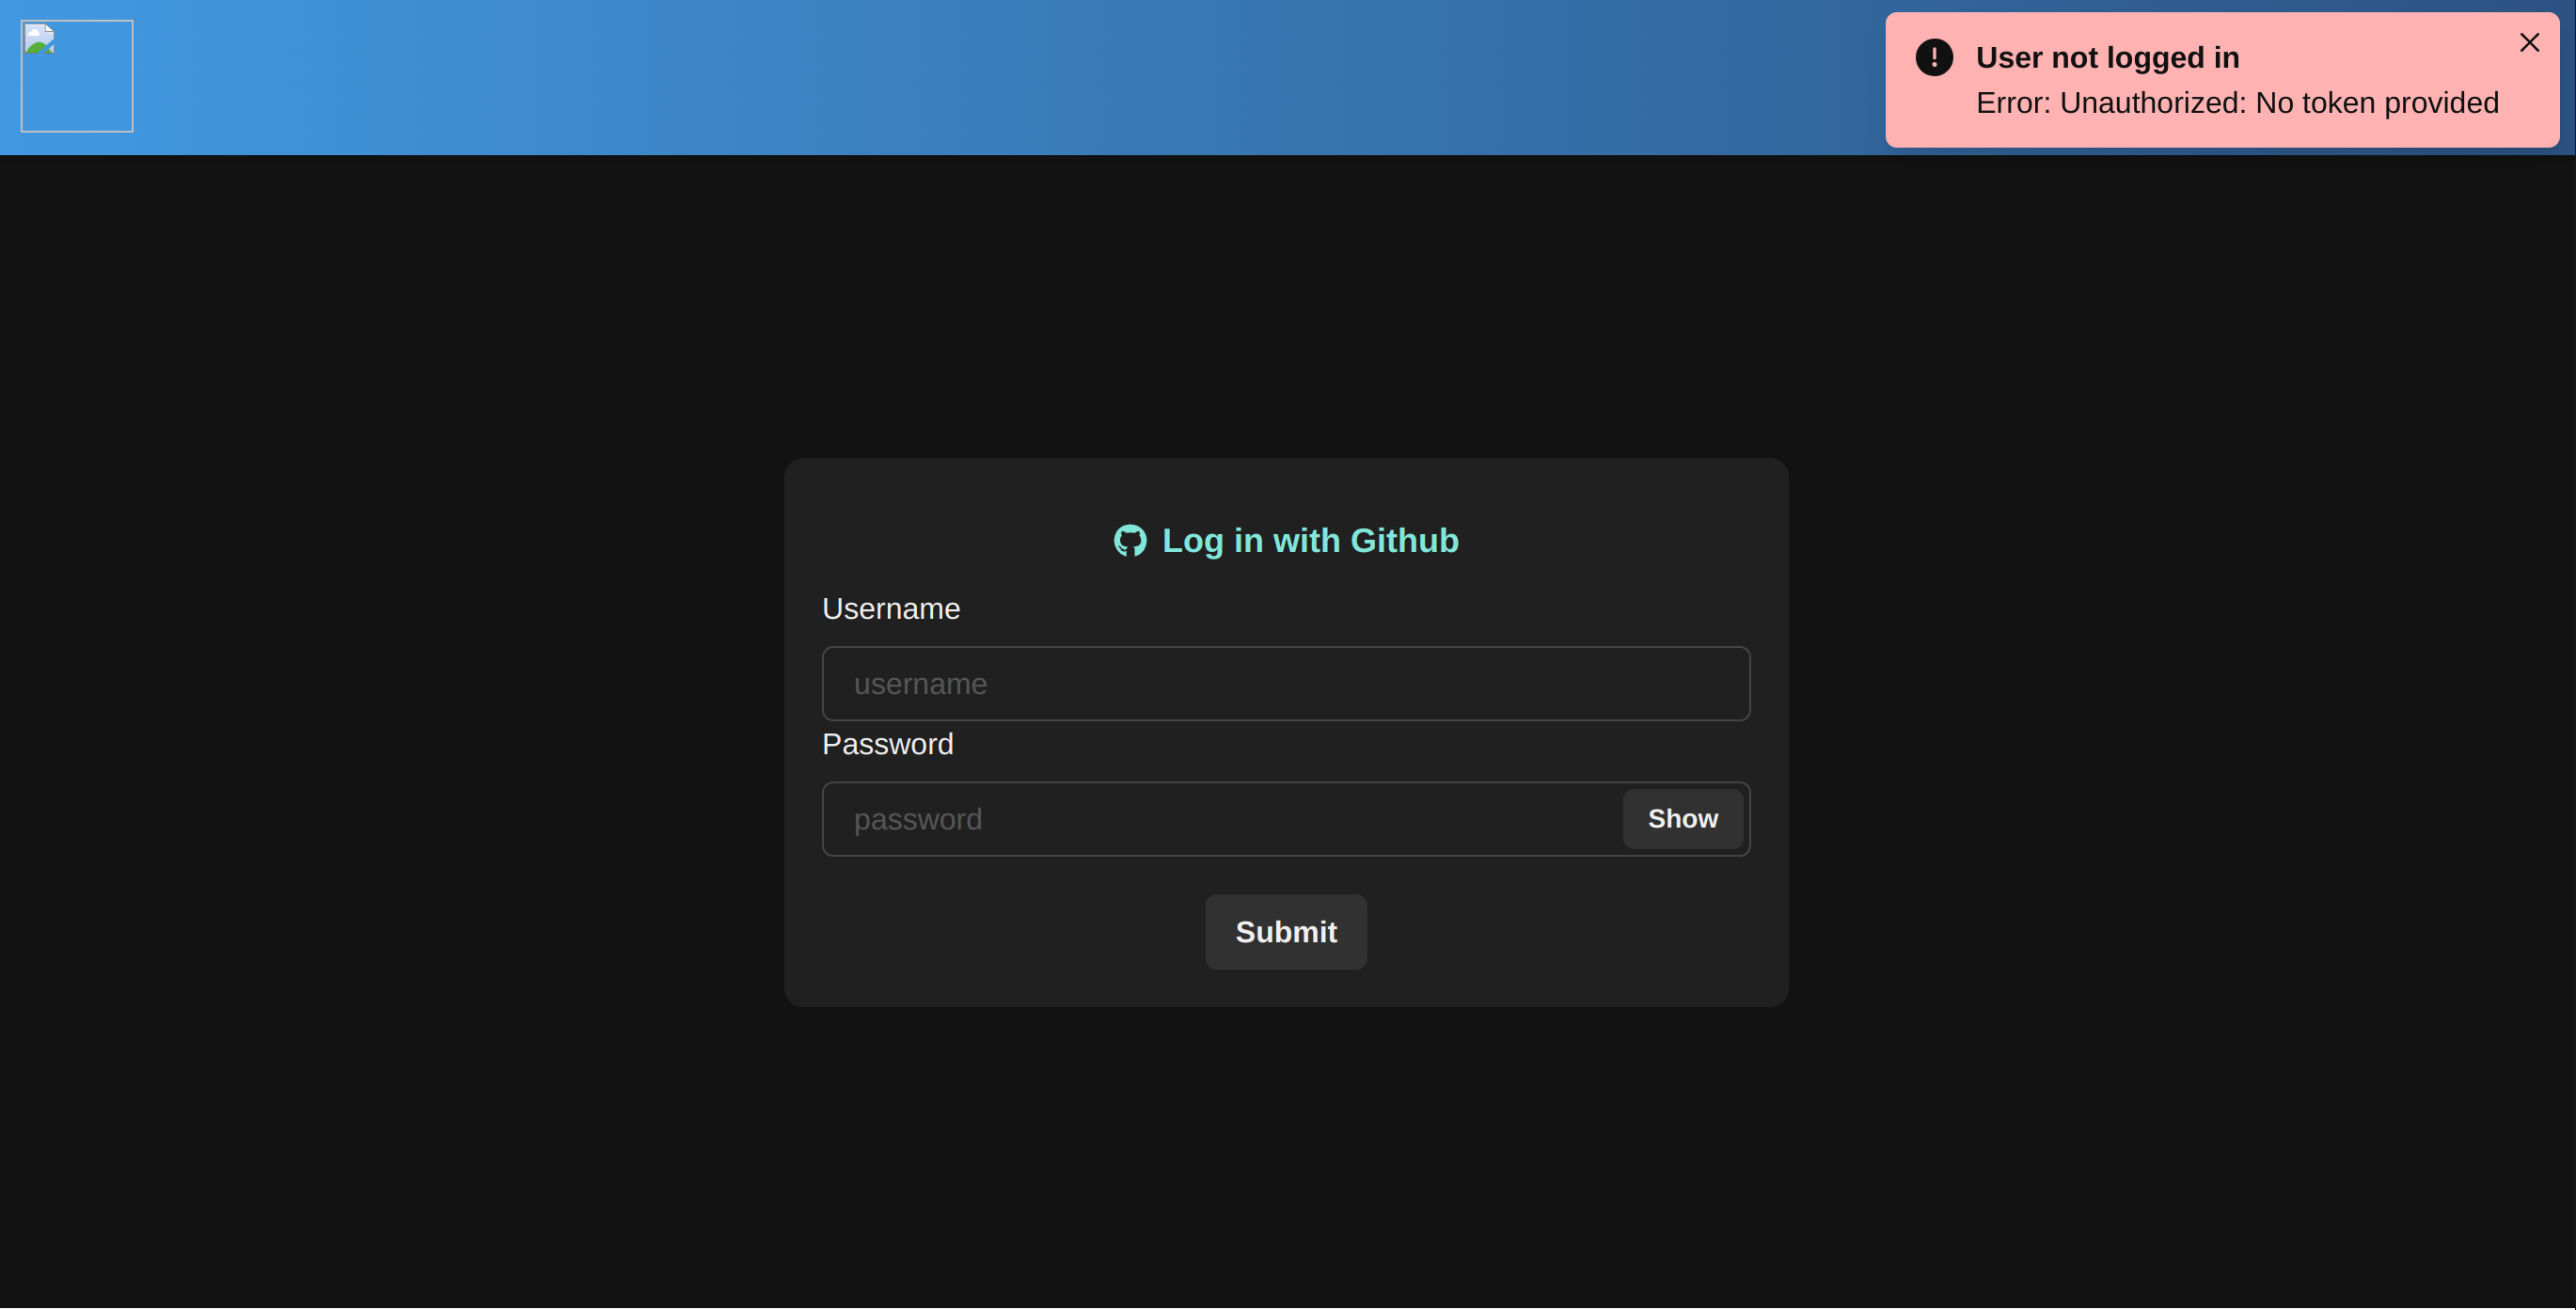 User not logged in
Error: Unauthorized: No token provided
Log in with Github
Username
username
Password
password
Show
Submit